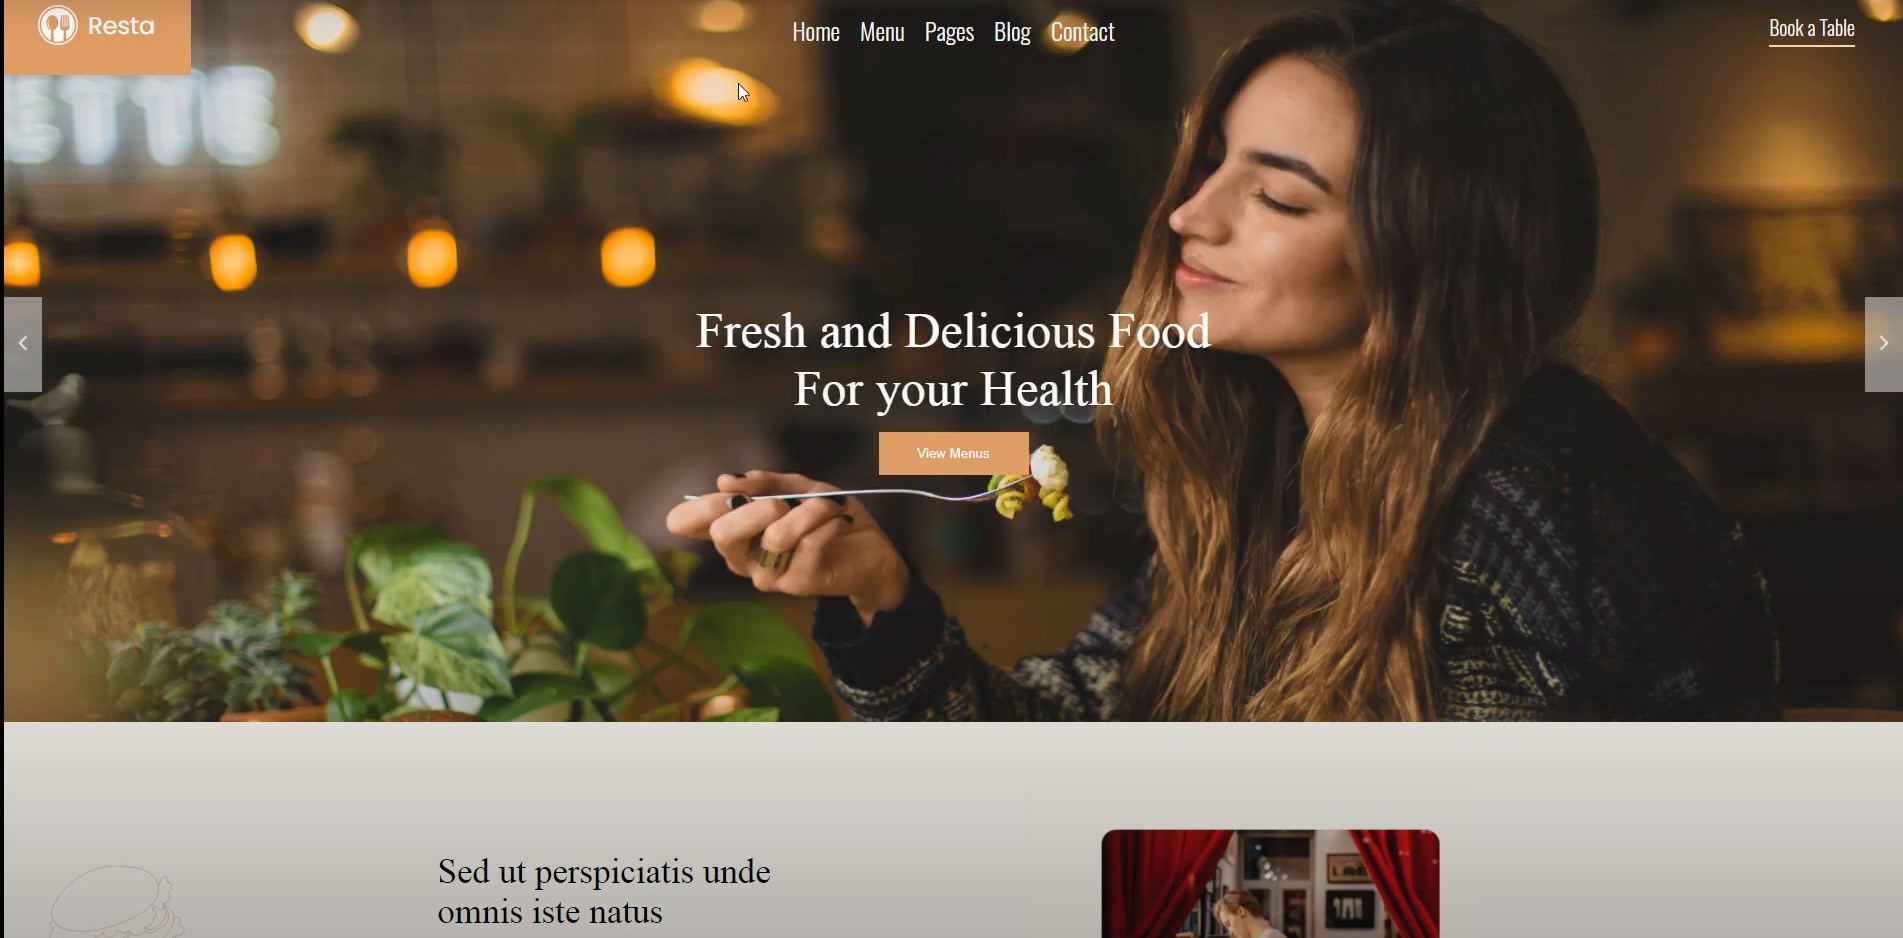 Resta
Home Menu Pages Blog Contact
Book a Table
ETTE
Fresh and Delicious Food
For your Health
View Menus
Sed ut perspiciatis unde
omnis iste natus